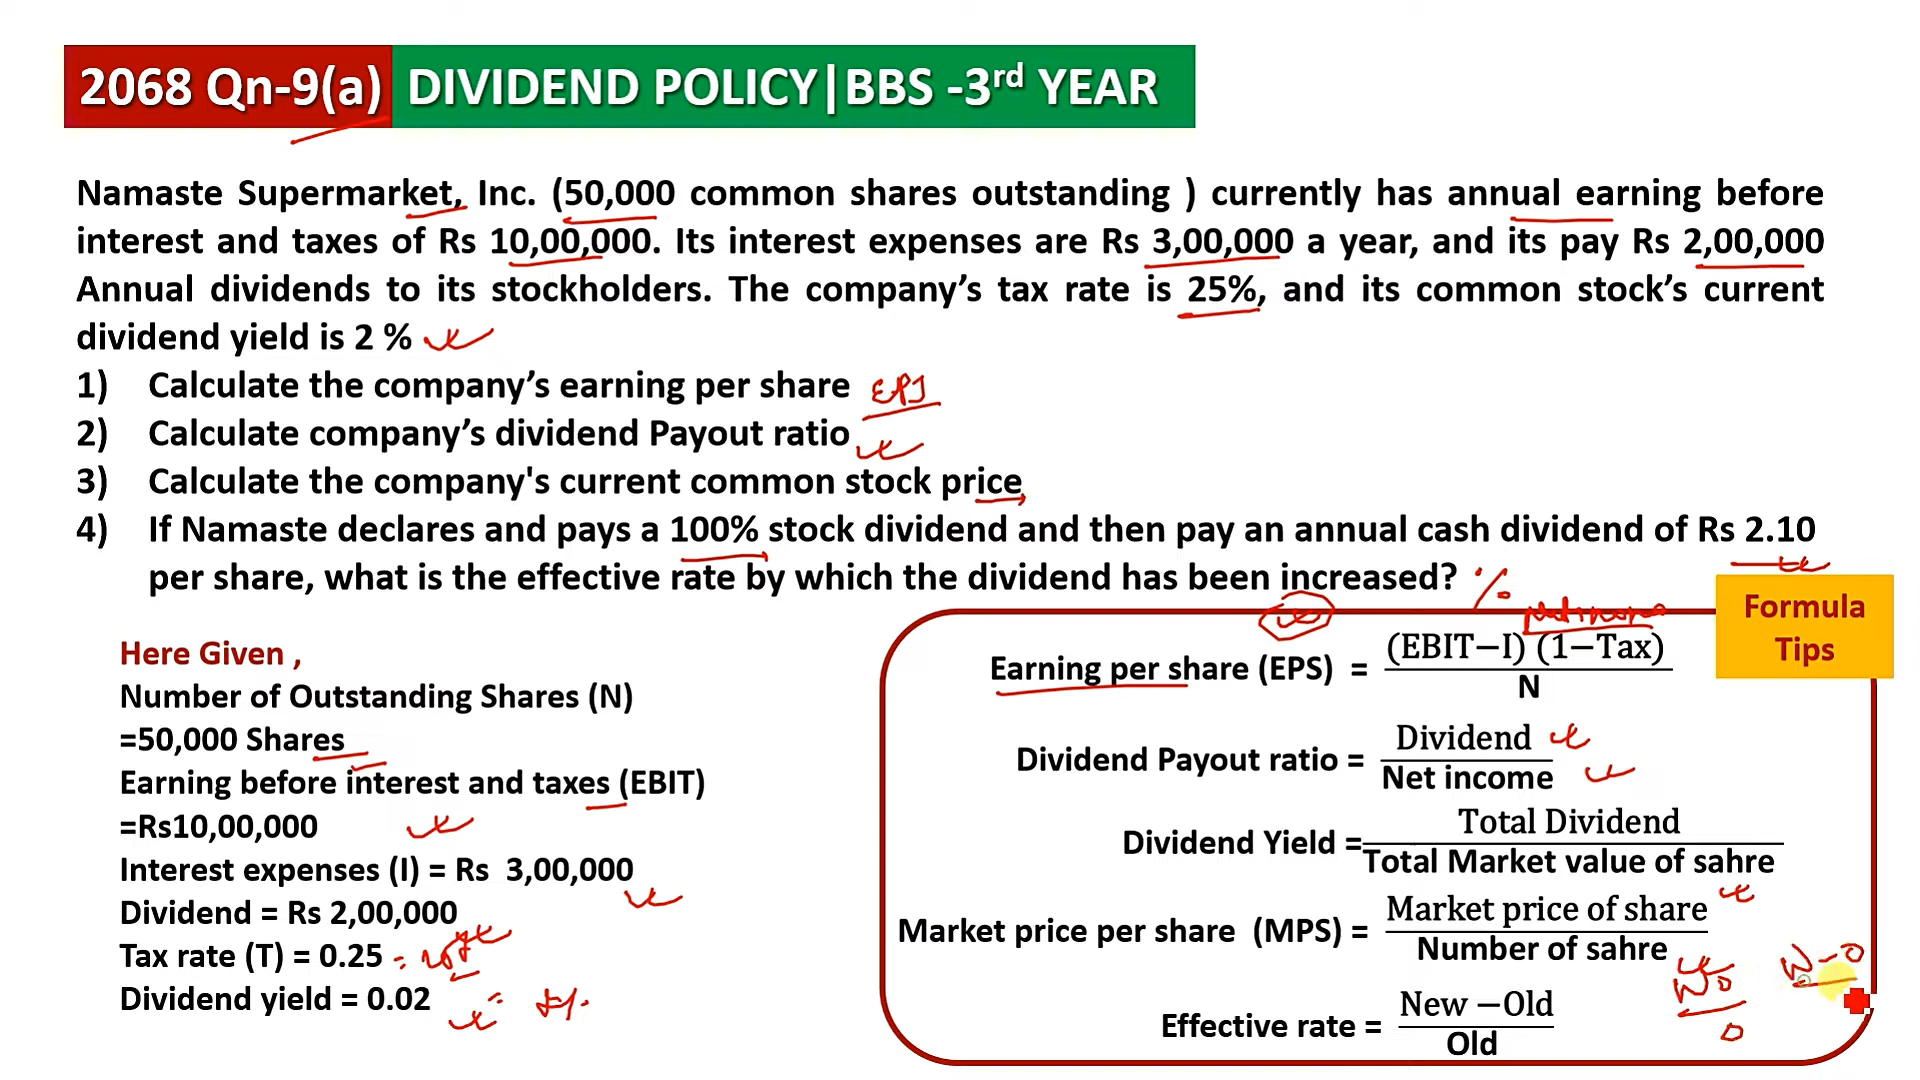 2068 Qn-9(a) DIVIDEND POLICY|BBS -3rd YEAR
Namaste Supermarket, Inc. (50,000 common shares outstanding ) currently has annual earning before
interest and taxes of Rs 10,00,000. Its interest expenses are Rs 3,00,000 a year, and its pay Rs 2,00,000
Annual dividends to its stockholders. The company's tax rate is 25%, and its common stock's current
dividend yield is 2 %
1) Calculate the company's earning per share EPS
2) Calculate company's dividend Payout ratio
3) Calculate the company's current common stock price
4) If Namaste declares and pays a 100% stock dividend and then pay an annual cash dividend of Rs 2.10
per share, what is the effective rate by which the dividend has been increased? %
Here Given ,
Number of Outstanding Shares (N)
=50,000 Shares
Earning before interest and taxes (EBIT)
=Rs10,00,000
Interest expenses (I) = Rs 3,00,000
Dividend = Rs 2,00,000
Tax rate (T) = 0.25
Dividend yield = 0.02
Formula
Tips
Earning per share (EPS) = (EBIT−I) (1−Tax)
N
Dividend Payout ratio = Dividend
Net income
Dividend Yield = Total Dividend
Total Market value of sahre
Market price per share (MPS) = Market price of share
Number of sahre
Effective rate = New −Old
Old